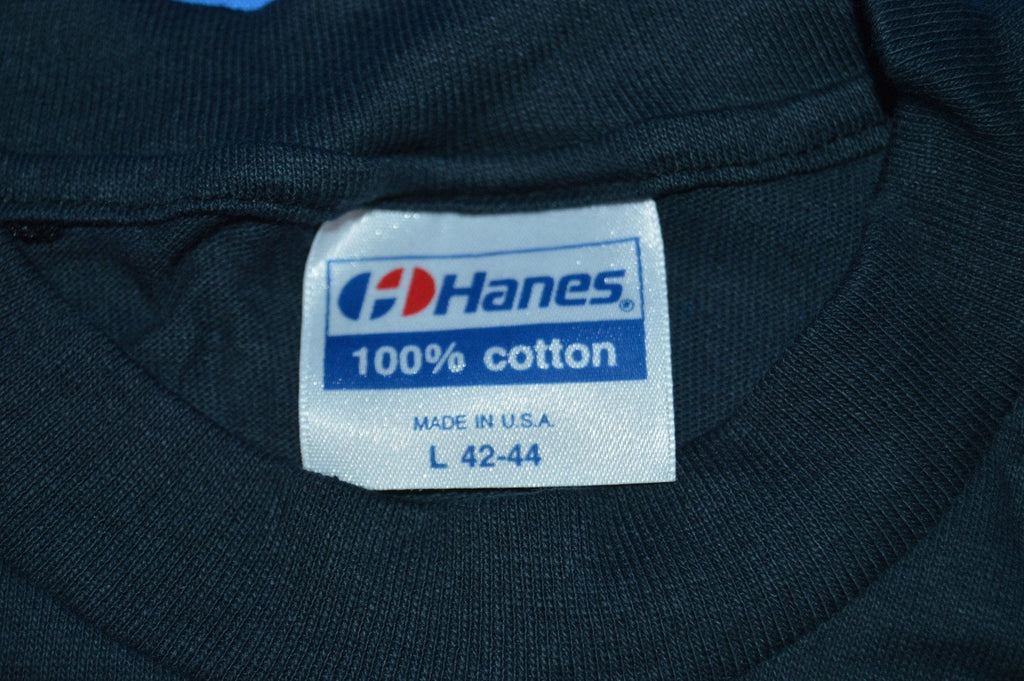 Hanes®
100% cotton
MADE IN U.S.A.
L 42-44